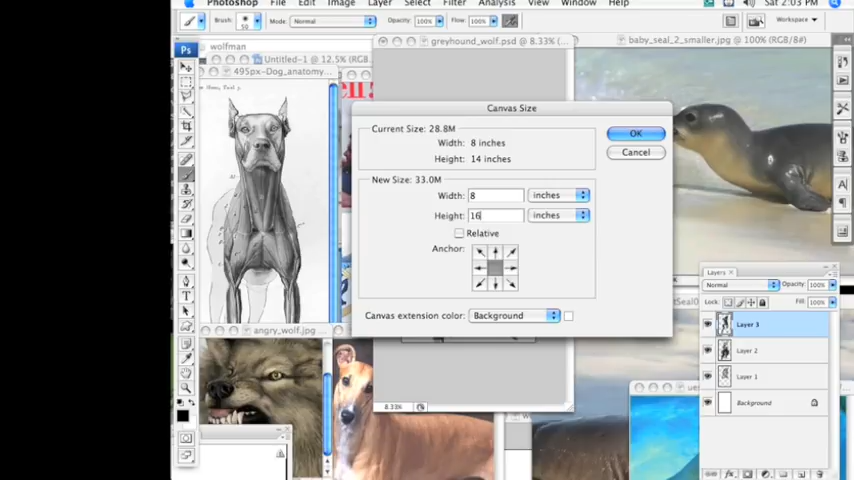 Photoshop File Edit Image Layer Select Filter Analysis View Window Help Sat 2:03 PM
Brush: 50 Mode: Normal Opacity: 100% Flow: 100% Workspace
Ps
wolfman
Untitled-1 @ 12.5% (RGB
495px-Dog_anatomy
greyhound_wolf.psd @ 8.33% (...
baby_seal_2_smaller.jpg @ 100% (RGB/8#)
Canvas Size
Current Size: 28.8M
Width: 8 inches
Height: 14 inches
OK
Cancel
New Size: 33.0M
Width: 8 inches
Height: 16 inches
Relative
Anchor:
Canvas extension color: Background
angry_wolf.jpg
8.33%
Layers
Normal Opacity: 100%
Lock: Fill: 100%
Layer 3
Layer 2
Layer 1
Background